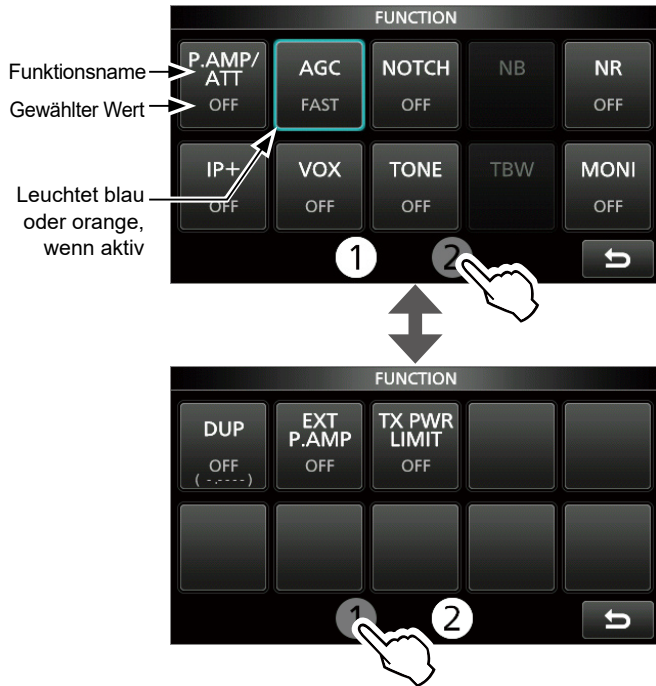 FUNCTION
Funktionsname
Gewählter Wert
Leuchtet blau
oder orange,
wenn aktiv
P.AMP/
ATT
OFF
AGC
FAST
NOTCH
OFF
NB
NR
OFF
IP+
OFF
VOX
OFF
TONE
OFF
TBW
MONI
OFF
1
2
FUNCTION
DUP
OFF
( -.----)
EXT
P.AMP
OFF
TX PWR
LIMIT
OFF
1
2